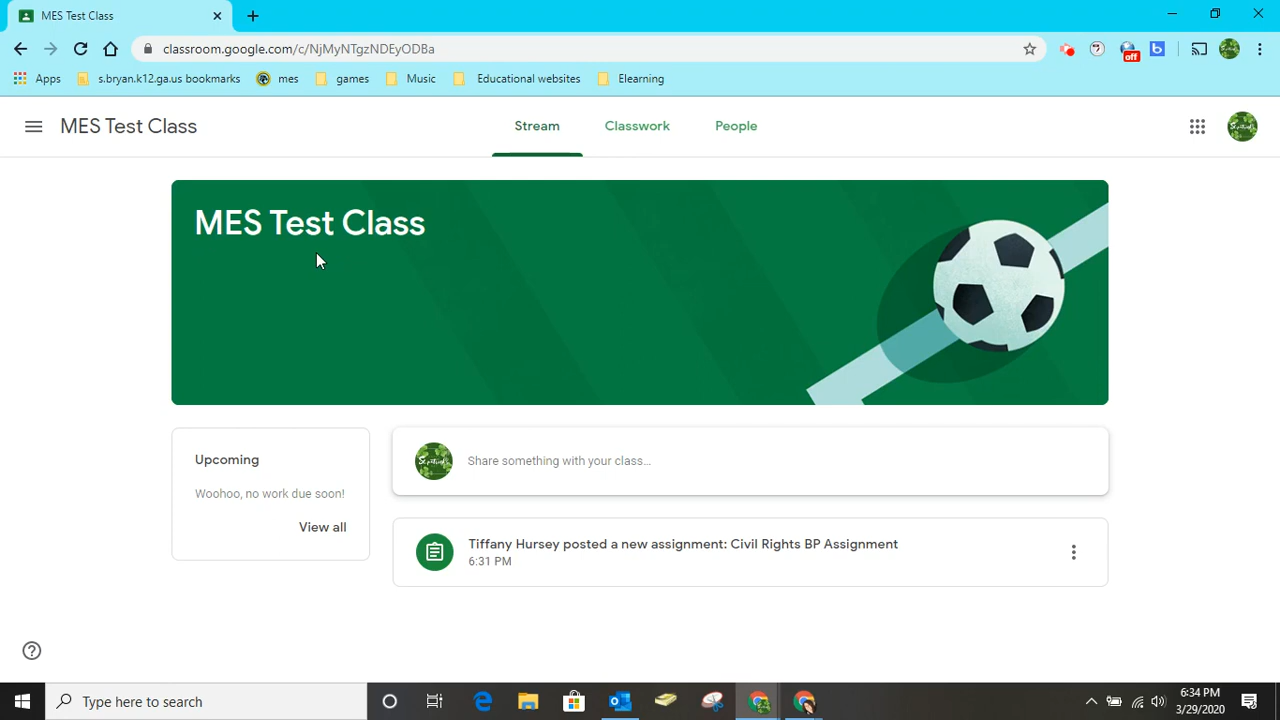 MES Test Class
classroom.google.com/c/NjMyNTgzNDEyODBa
off
b
Apps
s.bryan.k12.ga.us bookmarks
mes
games
Music
Educational websites
Elearning
MES Test Class
Stream
Classwork
People
MES Test Class
Upcoming
Woohoo, no work due soon!
View all
Share something with your class...
Tiffany Hursey posted a new assignment: Civil Rights BP Assignment
6:31 PM
Type here to search
6:34 PM
3/29/2020